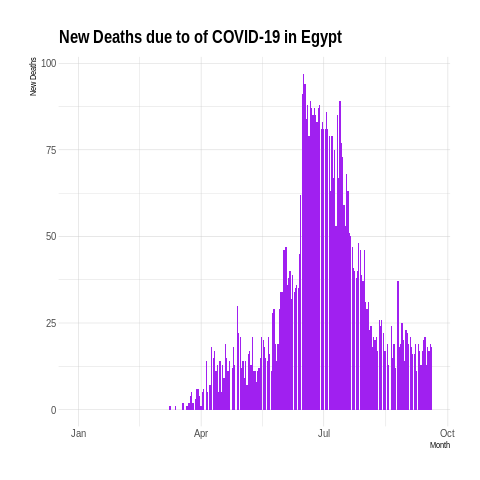 New Deaths due to of COVID-19 in Egypt
New Deaths
100
75
50
25
0
Jan Apr Jul Oct
Month